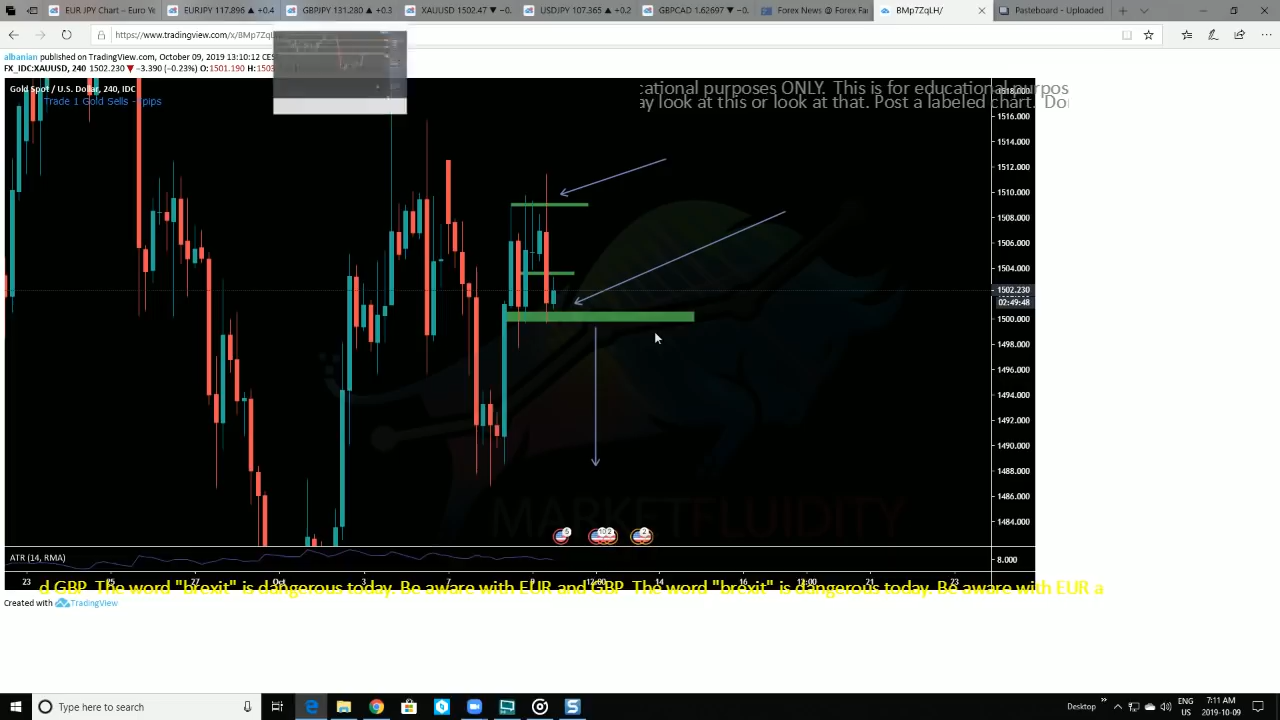 EURJPY Chart – Euro Ye
EURJPY 117.896 ▲ +0.4
GBPJPY 131.280 ▲ +0.3
XAUUSD 1502.47 ▼ −0.
USDJPY 107.365 ▲ +0.2
GBPCAD 1.62697 ▼ −0.
Forex News @ Forex Fa
BMp7ZqLH/
Pasteboard - Uploaded
https://www.tradingview.com/x/BMp7Zq
albanian published on TradingView.com, October 09, 2019 13:10:12 CES
FX_IDC:XAUUSD, 240 1502.230 ▼ −3.390 (−0.23%) O:1501.190 H:1503
Gold Spot / U.S. Dollar, 240, IDC
Trade 1 Gold Sells - pips
cational purposes ONLY. This is for educational purpos
ay look at this or look at that. Post a labeled chart. Do
1518.000
1516.000
1514.000
1512.000
1510.000
1508.000
1506.000
1504.000
1502.230
02:49:48
1500.000
1498.000
1496.000
1494.000
1492.000
1490.000
1488.000
1486.000
1484.000
MARKETFLUIDITY
ATR (14, RMA)
8.000
23 25 27 Oct 3 7 12:00 14 16 12:00 21 23
d GBP The word "brexit" is dangerous today. Be aware with EUR and GBP The word "brexit" is dangerous today. Be aware with EUR a
Created with TradingView
Type here to search
Desktop
ENG
US
7:11 AM
2019-10-09